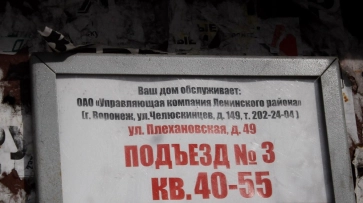 Ваш дом обслуживает:
ОАО «Управляющая компания Ленинского района»
(г. Воронеж, ул.Челюскинцев, д.149, т. 202-24-04 )
ул. Плехановская, д. 49
ПОДЪЕЗД № 3
КВ. 40-55